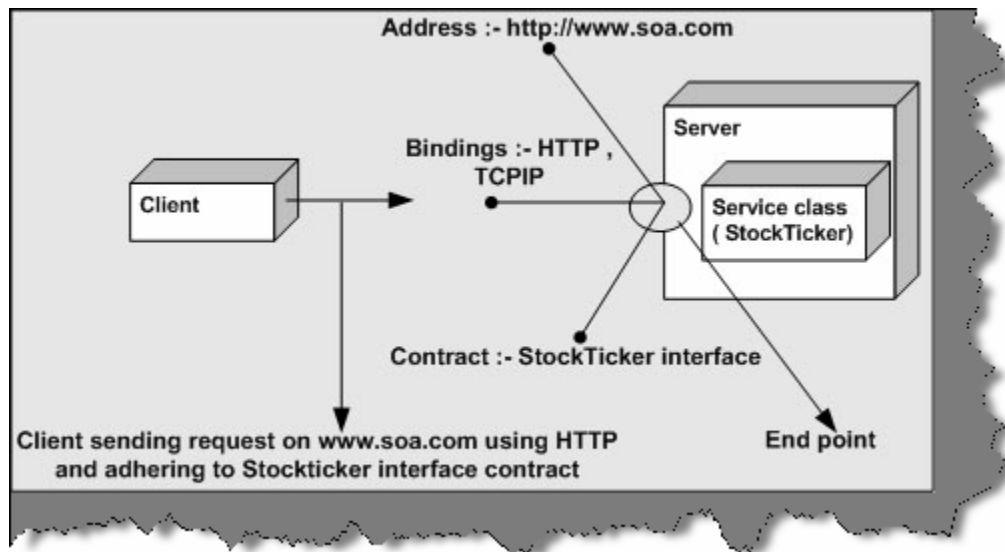 Address :- http://www.soa.com
Server
Bindings :- HTTP ,
TCPIP
Client
Service class
( StockTicker)
Contract :- StockTicker interface
Client sending request on www.soa.com using HTTP
and adhering to Stockticker interface contract
End point